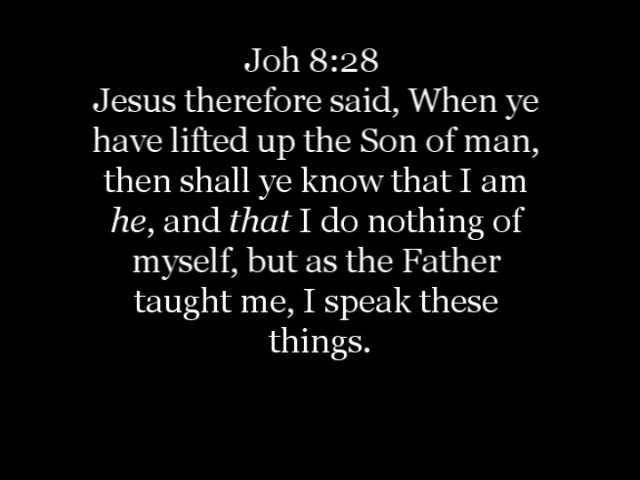 Joh 8:28
Jesus therefore said, When ye
have lifted up the Son of man,
then shall ye know that I am
he, and that I do nothing of
myself, but as the Father
taught me, I speak these
things.